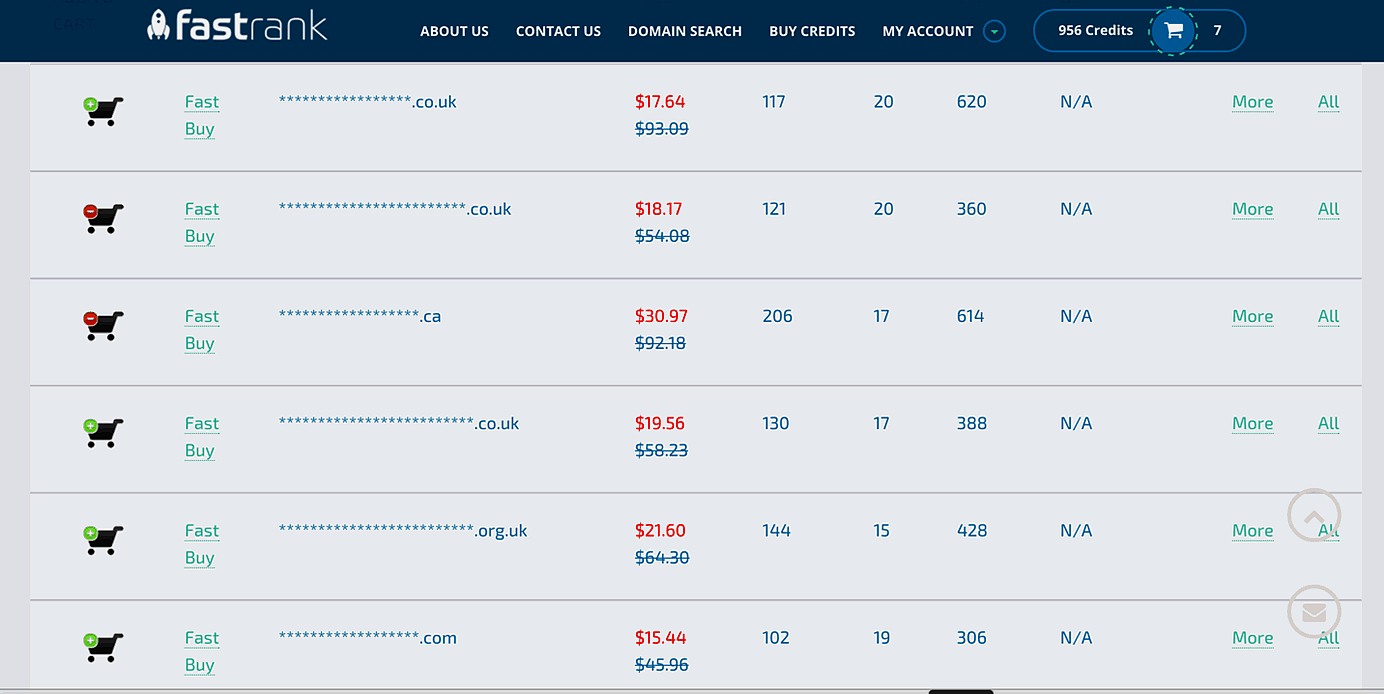 CART
fastrank
ABOUT US CONTACT US DOMAIN SEARCH BUY CREDITS MY ACCOUNT 956 Credits 7
Fast Buy *****************.co.uk $17.64 $93.09 117 20 620 N/A More All
Fast Buy ************************.co.uk $18.17 $54.08 121 20 360 N/A More All
Fast Buy ******************.ca $30.97 $92.18 206 17 614 N/A More All
Fast Buy *************************.co.uk $19.56 $58.23 130 17 388 N/A More All
Fast Buy *************************.org.uk $21.60 $64.30 144 15 428 N/A More All
Fast Buy ******************.com $15.44 $45.96 102 19 306 N/A More All